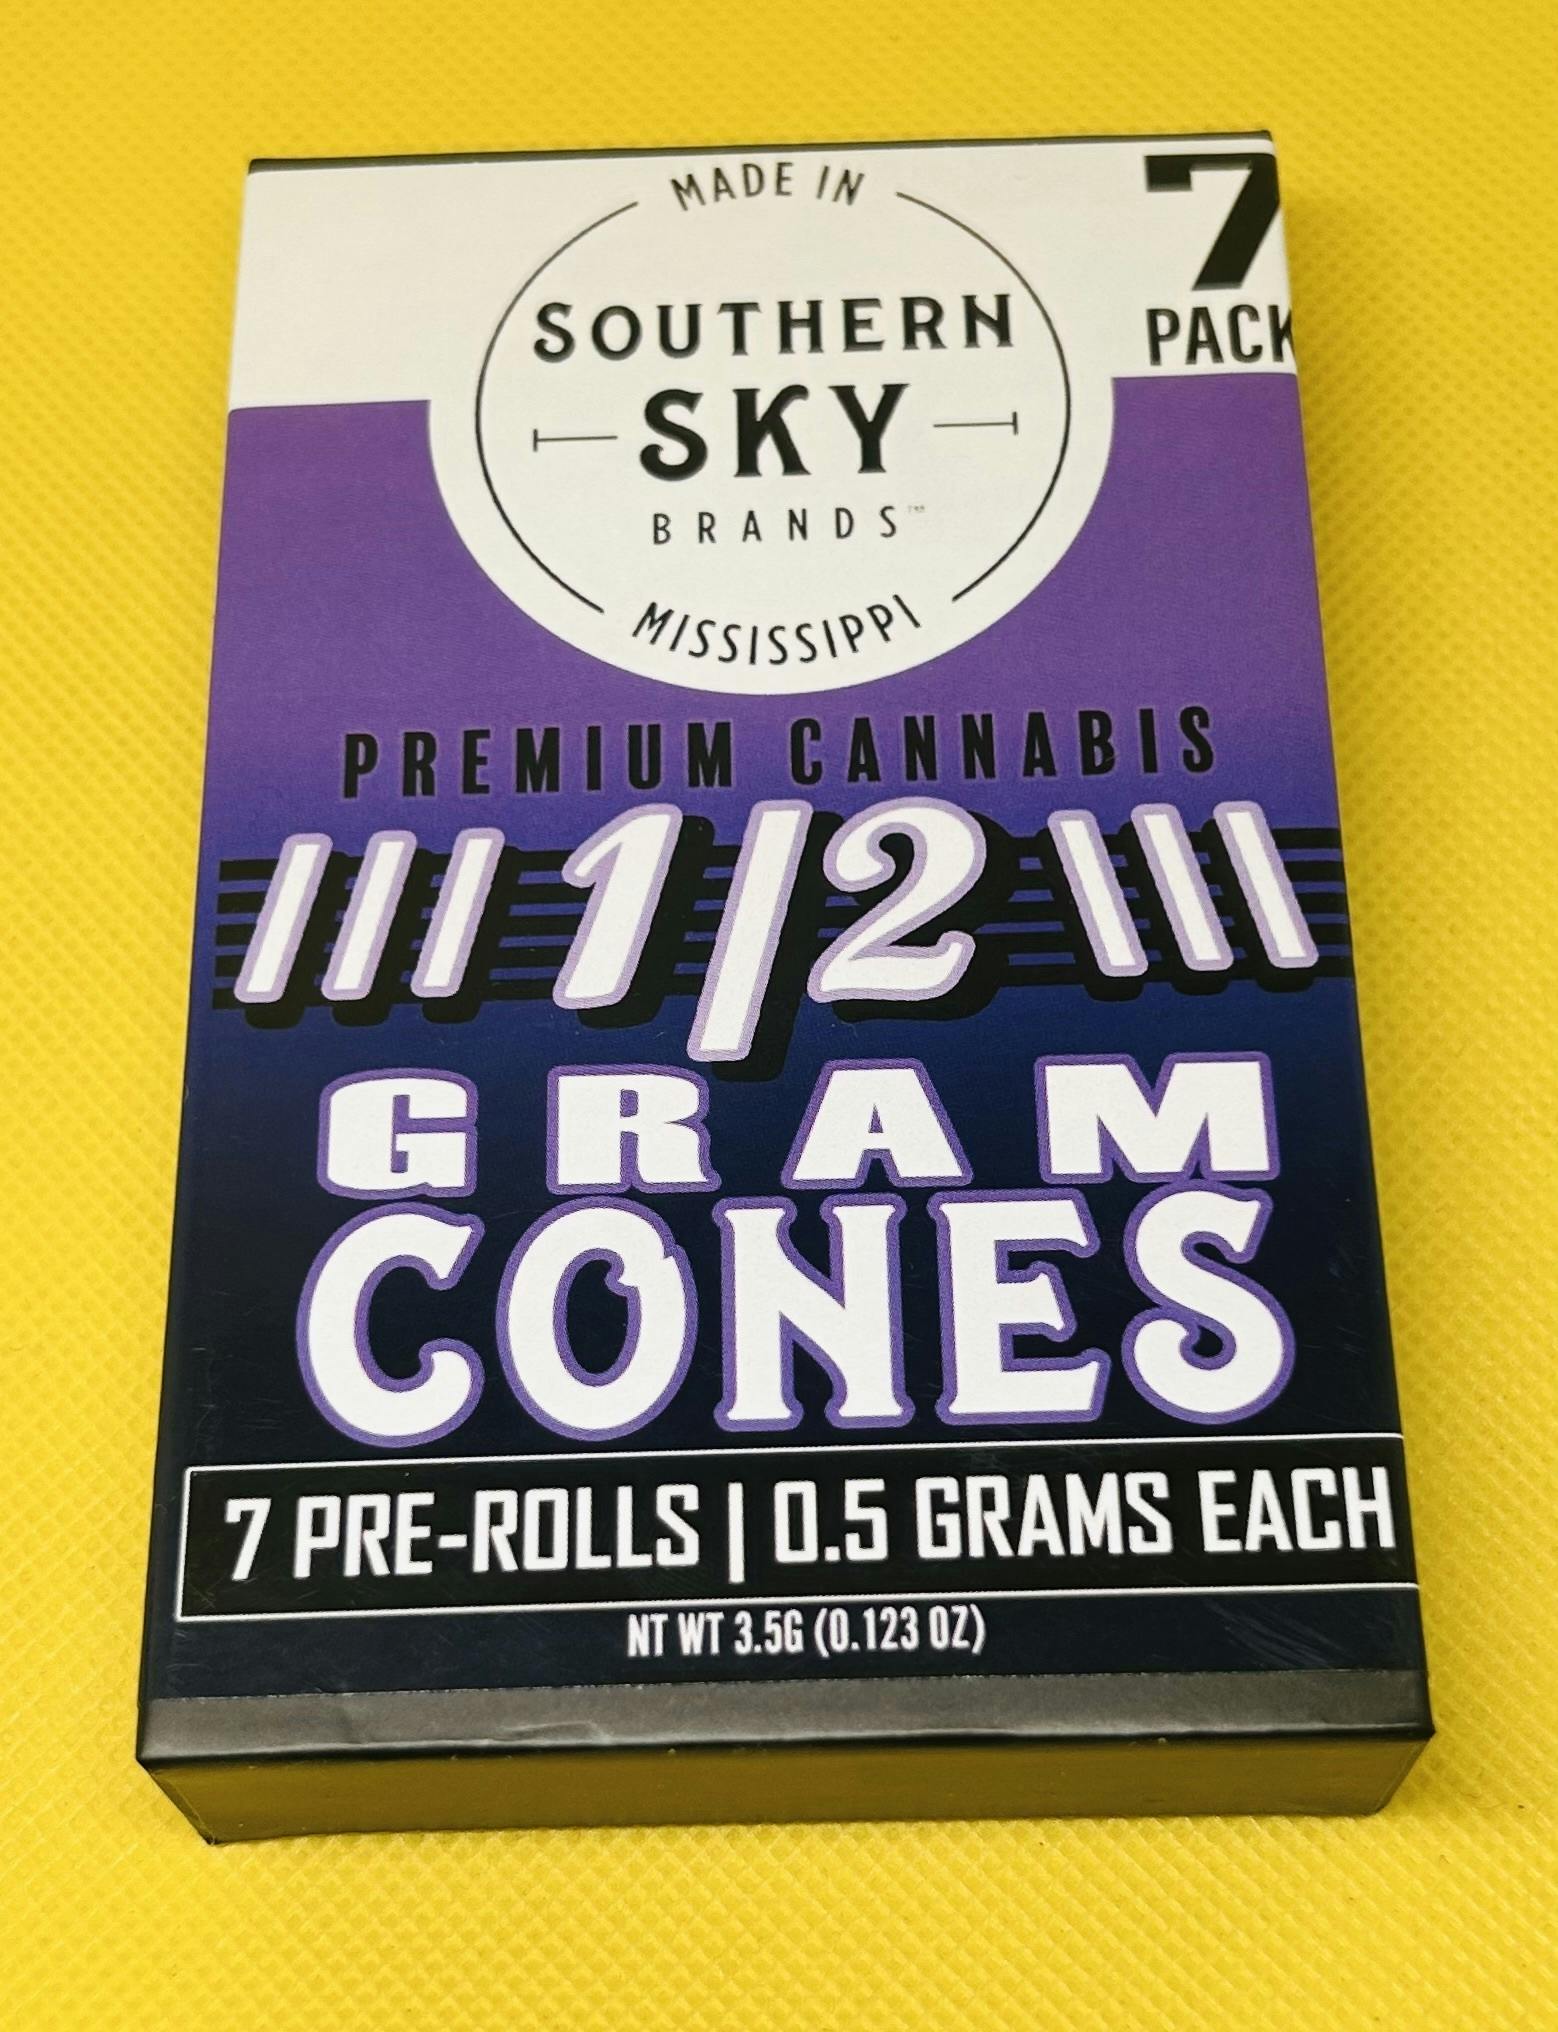 MADE IN
7
PACK
SOUTHERN
SKY
BRANDS™
MISSISSIPPI
PREMIUM CANNABIS
1/2
GRAM
CONES
7 PRE-ROLLS | 0.5 GRAMS EACH
NT WT 3.5G (0.123 OZ)